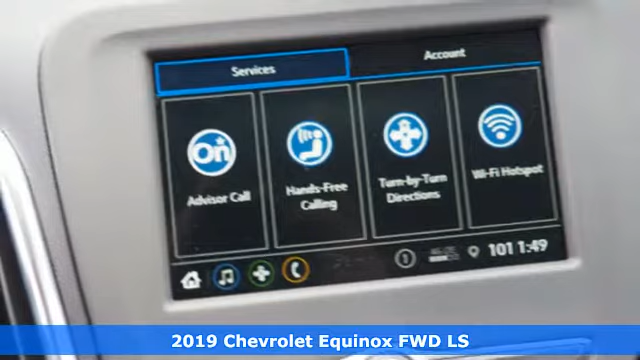 Services
Account
On
Advisor Call
Hands-Free
Calling
Turn-by-Turn
Directions
Wi-Fi Hotspot
1
101 1:49
2019 Chevrolet Equinox FWD LS